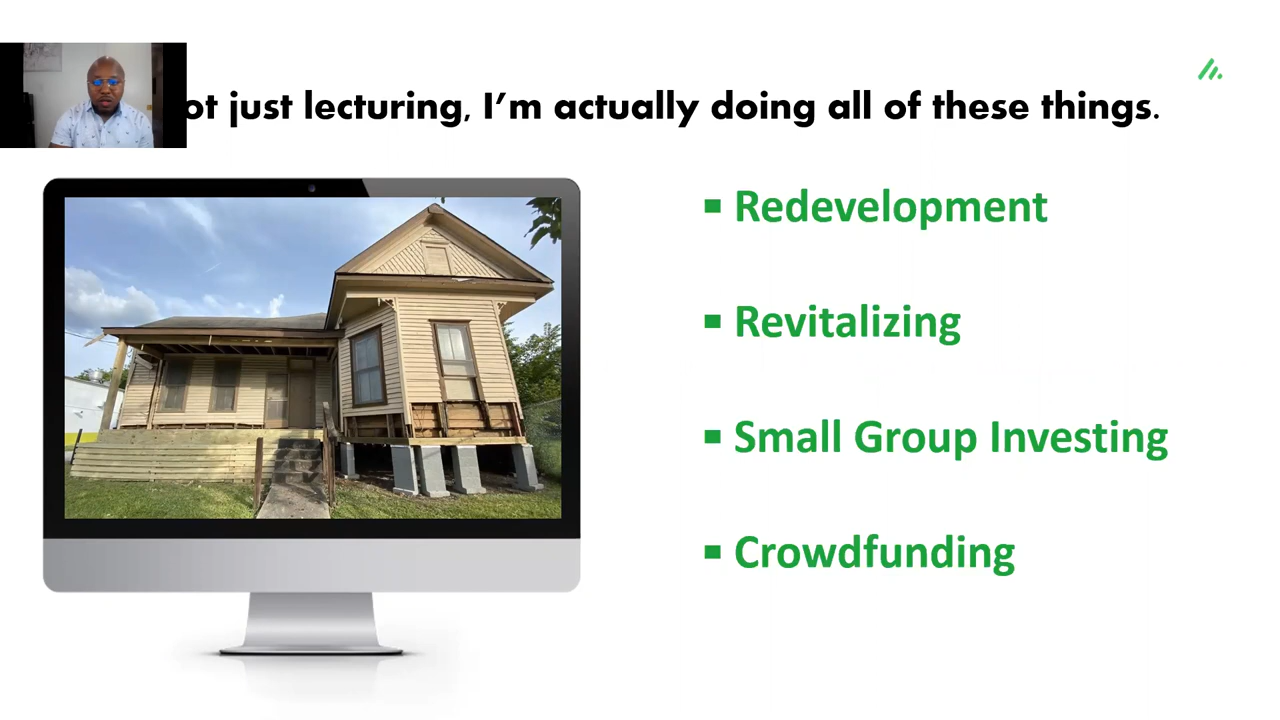 ot just lecturing, I’m actually doing all of these things.
▪ Redevelopment
▪ Revitalizing
▪ Small Group Investing
▪ Crowdfunding